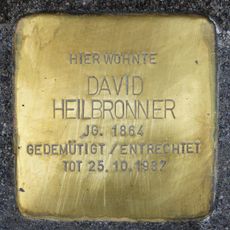 HIER WOHNTE
DAVID
HEILBRONNER
JG. 1864
GEDEMÜTIGT / ENTRECHTET
TOT 25.10.1937